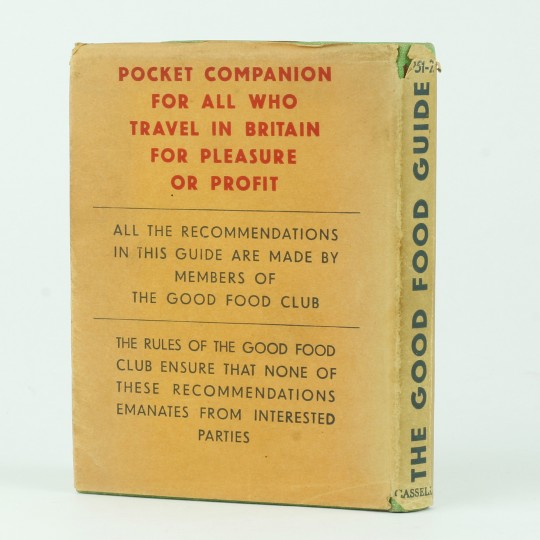 POCKET COMPANION
FOR ALL WHO
TRAVEL IN BRITAIN
FOR PLEASURE
OR PROFIT
ALL THE RECOMMENDATIONS
IN THIS GUIDE ARE MADE BY
MEMBERS OF
THE GOOD FOOD CLUB
THE RULES OF THE GOOD FOOD
CLUB ENSURE THAT NONE OF
THESE RECOMMENDATIONS
EMANATES FROM INTERESTED
PARTIES
THE GOOD FOOD GUIDE
CASSELL